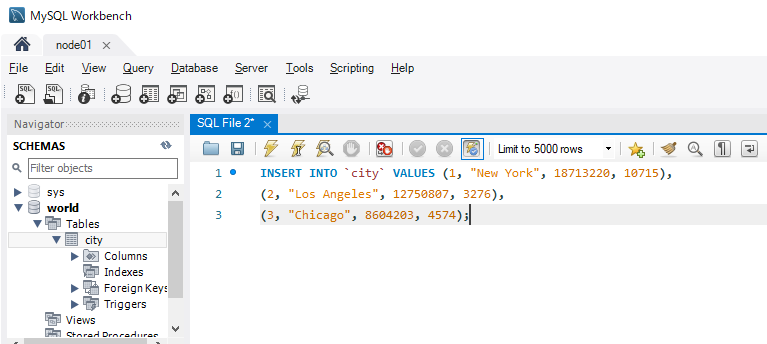 MySQL Workbench
node01
File Edit View Query Database Server Tools Scripting Help
Navigator
SCHEMAS
Filter objects
sys
world
Tables
city
Columns
Indexes
Foreign Keys
Triggers
Views
Stored Procedures
SQL File 2*
Limit to 5000 rows
1 INSERT INTO `city` VALUES (1, "New York", 18713220, 10715),
2 (2, "Los Angeles", 12750807, 3276),
3 (3, "Chicago", 8604203, 4574);